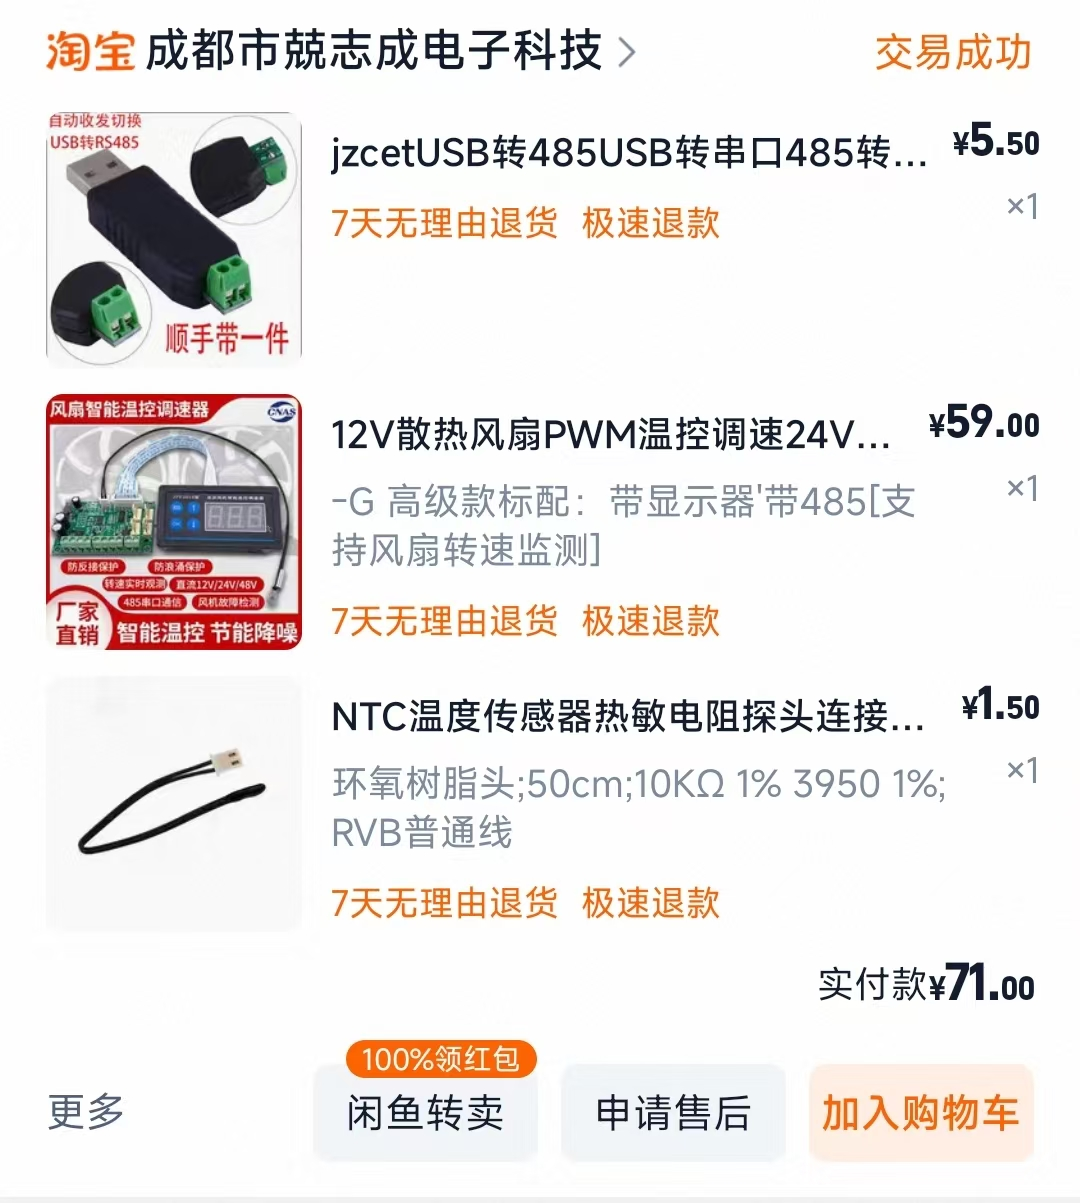 淘宝 成都市兢志成电子科技 交易成功
自动收发切换
USB转RS485
顺手带一件
jzcetUSB转485USB转串口485转... ¥5.50
×1
7天无理由退货 极速退款
风扇智能温控调速器
防反接保护 防浪涌保护
转速实时观测 直流12V/24V/48V
485串口通信 风机故障检测
厂家
直销 智能温控 节能降噪
12V散热风扇PWM温控调速24V... ¥59.00
-G 高级款标配：带显示器'带485[支 ×1
持风扇转速监测]
7天无理由退货 极速退款
NTC温度传感器热敏电阻探头连接... ¥1.50
环氧树脂头;50cm;10KΩ 1% 3950 1%; ×1
RVB普通线
7天无理由退货 极速退款
实付款¥71.00
100%领红包
更多 闲鱼转卖 申请售后 加入购物车